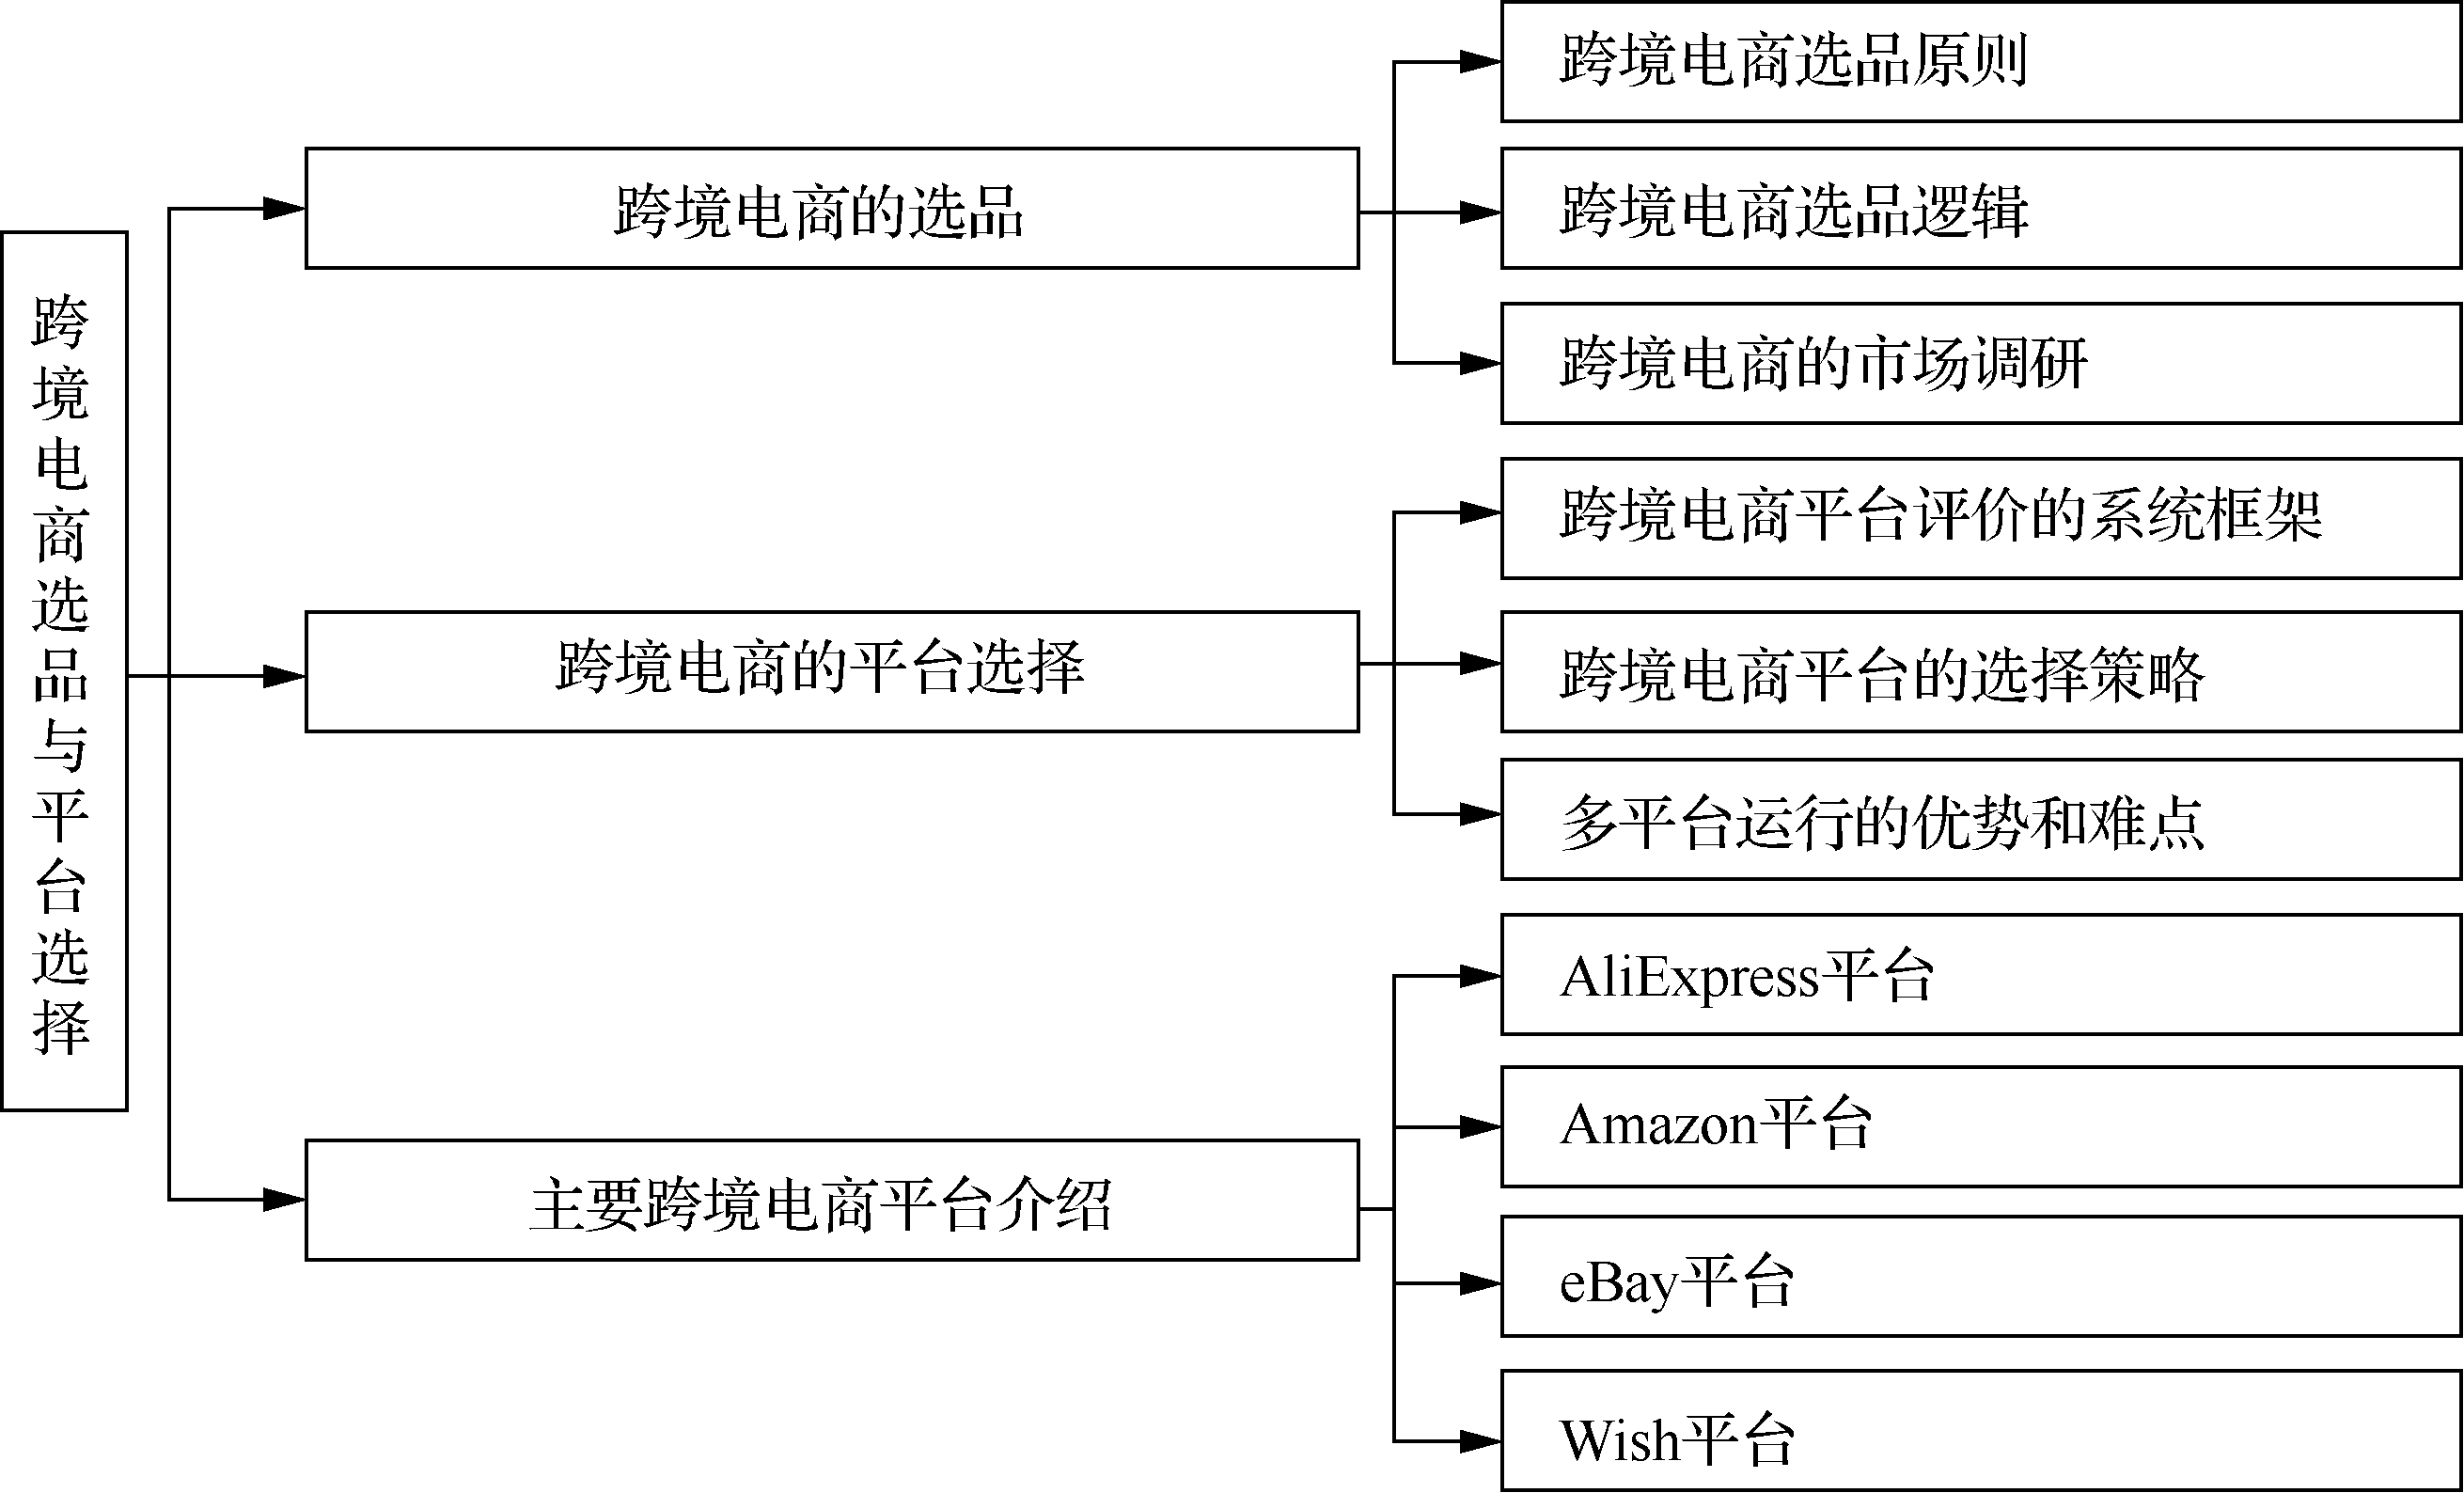 跨境电商选品与平台选择
跨境电商的选品
跨境电商选品原则
跨境电商选品逻辑
跨境电商的市场调研
跨境电商的平台选择
跨境电商平台评价的系统框架
跨境电商平台的选择策略
多平台运行的优势和难点
主要跨境电商平台介绍
AliExpress平台
Amazon平台
eBay平台
Wish平台